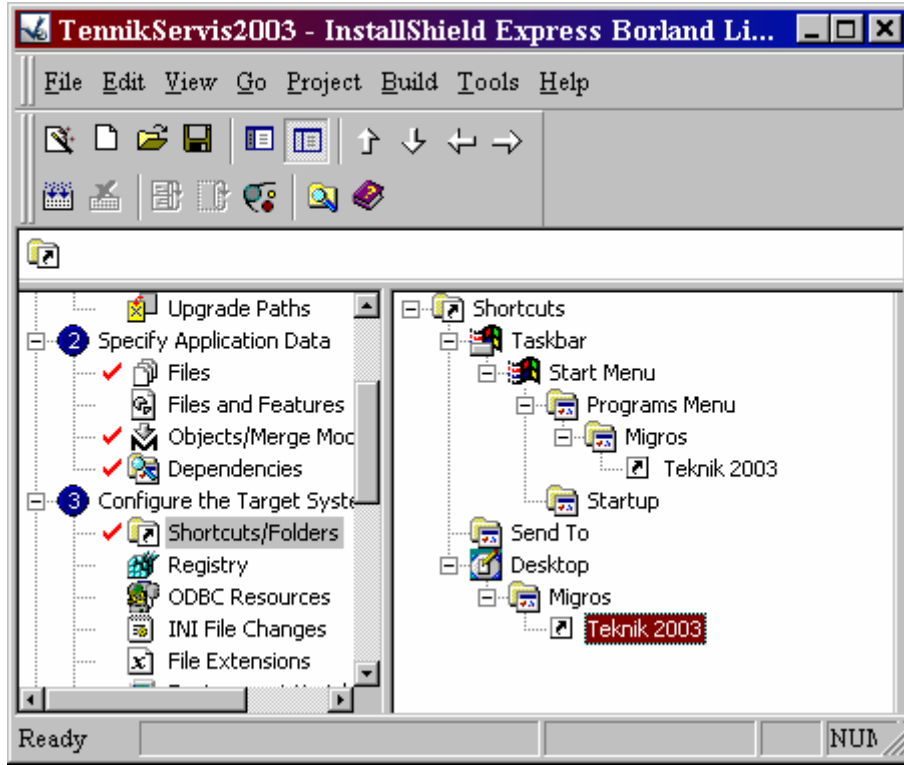 TennikServis2003 - InstallShield Express Borland Li...
File Edit View Go Project Build Tools Help
Upgrade Paths
2 Specify Application Data
Files
Files and Features
Objects/Merge Moc
Dependencies
3 Configure the Target Syste
Shortcuts/Folders
Registry
ODBC Resources
INI File Changes
File Extensions
Shortcuts
Taskbar
Start Menu
Programs Menu
Migros
Teknik 2003
Startup
Send To
Desktop
Migros
Teknik 2003
Ready
NUM